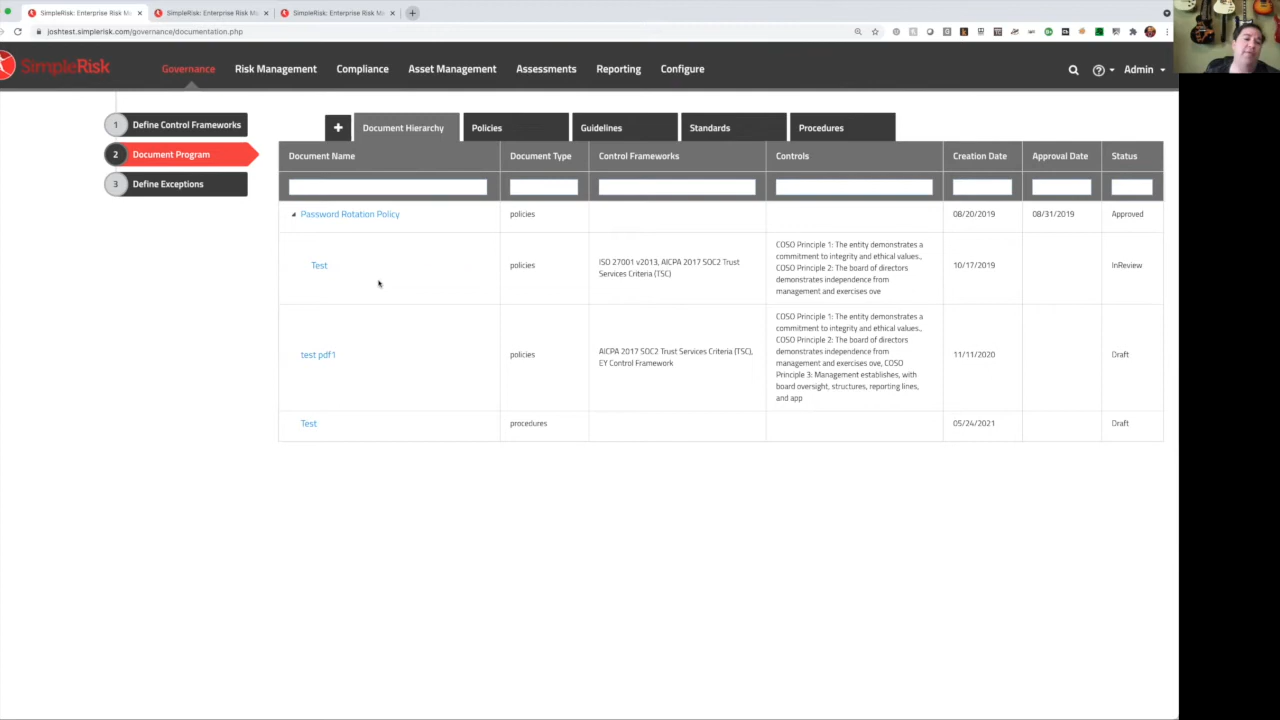 SimpleRisk: Enterprise Risk Ma
SimpleRisk: Enterprise Risk Ma
SimpleRisk: Enterprise Risk Ma
joshtest.simplerisk.com/governance/documentation.php
SimpleRisk
Governance
Risk Management
Compliance
Asset Management
Assessments
Reporting
Configure
Admin
1 Define Control Frameworks
2 Document Program
3 Define Exceptions
+ Document Hierarchy Policies Guidelines Standards Procedures
Document Name Document Type Control Frameworks Controls Creation Date Approval Date Status
Password Rotation Policy policies 08/20/2019 08/31/2019 Approved
Test
policies
ISO 27001 v2013, AICPA 2017 SOC2 Trust
Services Criteria (TSC)
COSO Principle 1: The entity demonstrates a
commitment to integrity and ethical values.,
COSO Principle 2: The board of directors
demonstrates independence from
management and exercises ove
10/17/2019
InReview
test pdf1
policies
AICPA 2017 SOC2 Trust Services Criteria (TSC),
EY Control Framework
COSO Principle 1: The entity demonstrates a
commitment to integrity and ethical values.,
COSO Principle 2: The board of directors
demonstrates independence from
management and exercises ove, COSO
Principle 3: Management establishes, with
board oversight, structures, reporting lines,
and app
11/11/2020
Draft
Test procedures 05/24/2021 Draft